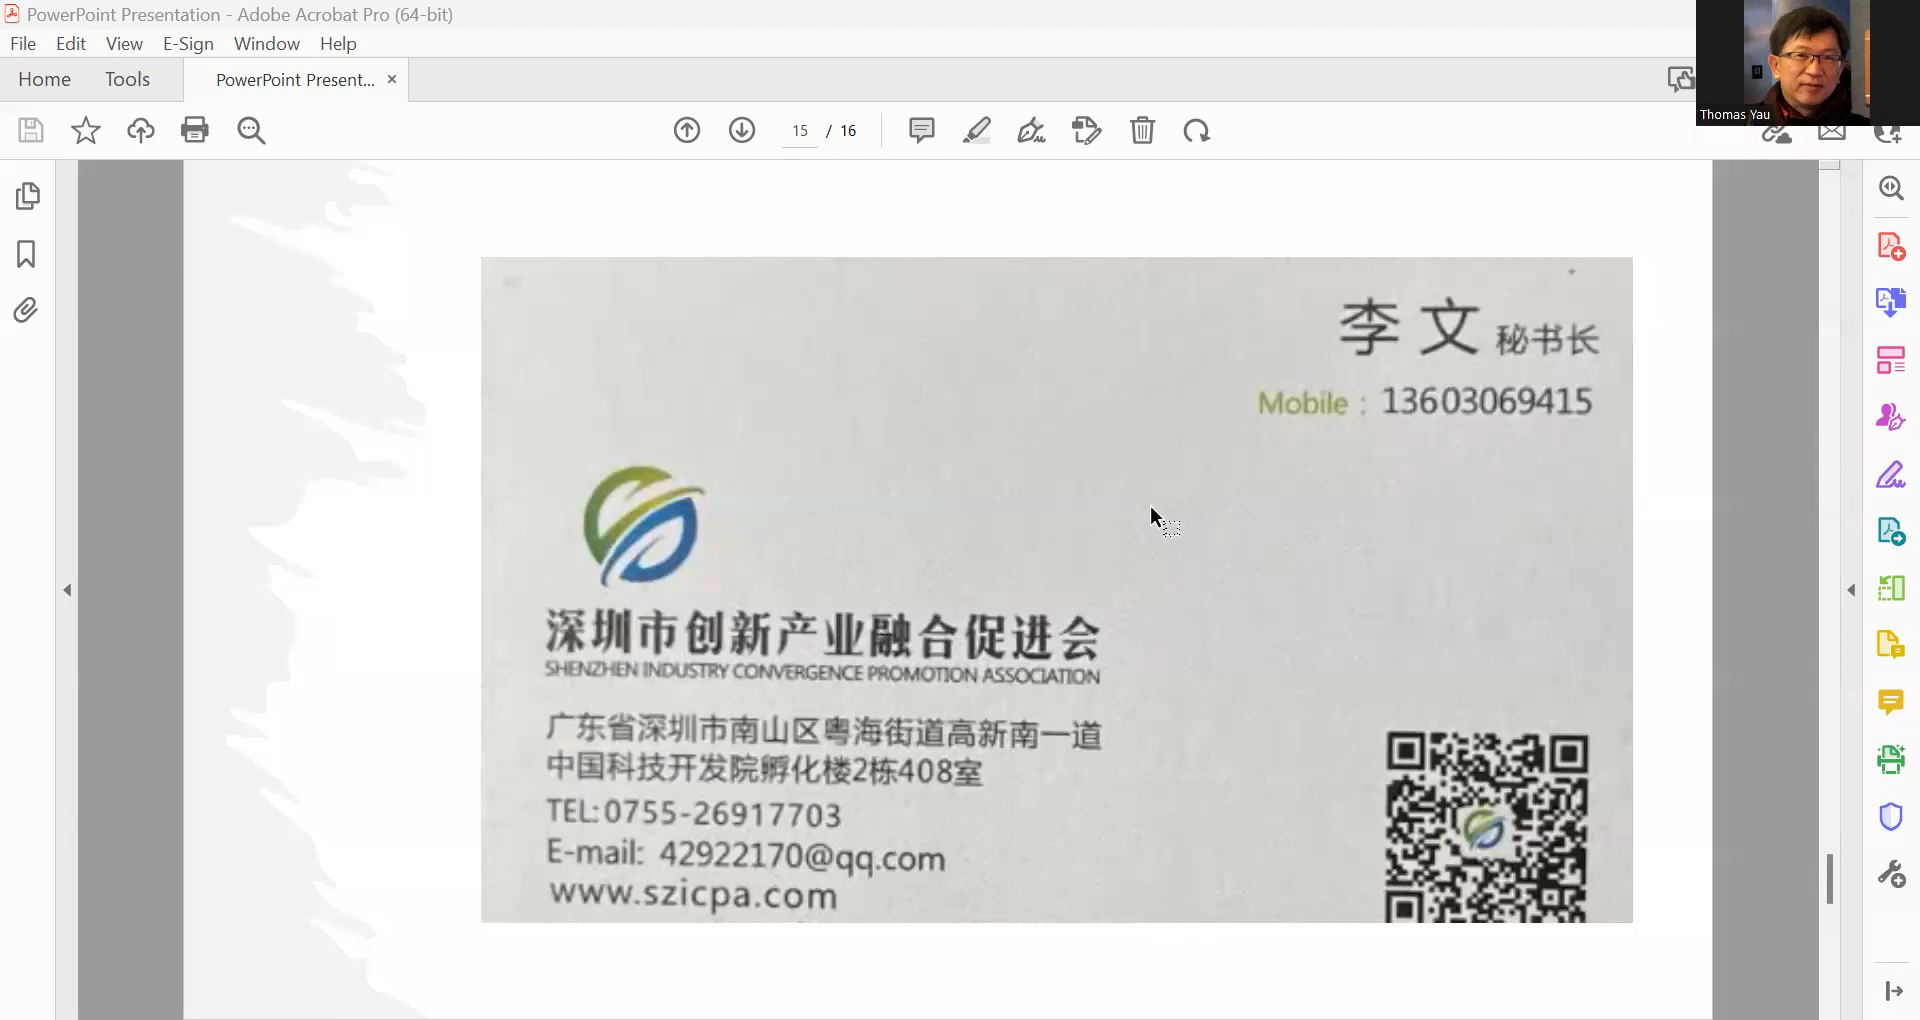 PowerPoint Presentation - Adobe Acrobat Pro (64-bit)
File Edit View E-Sign Window Help
Home Tools PowerPoint Present... ×
15 / 16
Thomas Yau
李文 秘书长
Mobile : 13603069415
深圳市创新产业融合促进会
SHENZHEN INDUSTRY CONVERGENCE PROMOTION ASSOCIATION
广东省深圳市南山区粤海街道高新南一道
中国科技开发院孵化楼2栋408室
TEL:0755-26917703
E-mail: 42922170@qq.com
www.szicpa.com